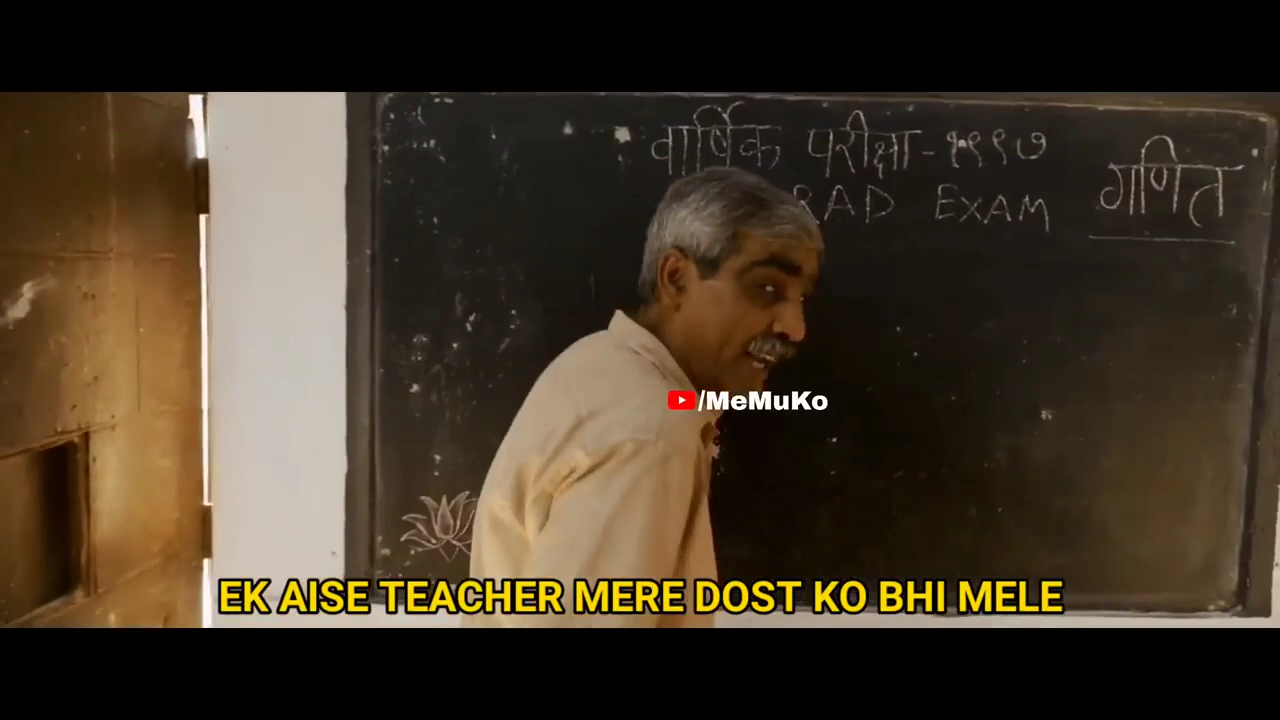 वार्षिक परीक्षा - १९९७
RAD EXAM
गणित
/MeMuKo
EK AISE TEACHER MERE DOST KO BHI MELE